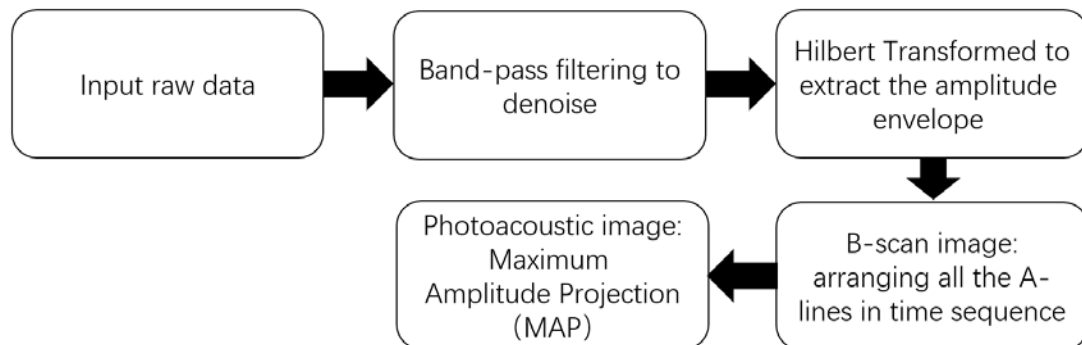 Input raw data
Band-pass filtering to
denoise
Hilbert Transformed to
extract the amplitude
envelope
B-scan image:
arranging all the A-
lines in time sequence
Photoacoustic image:
Maximum
Amplitude Projection
（MAP）